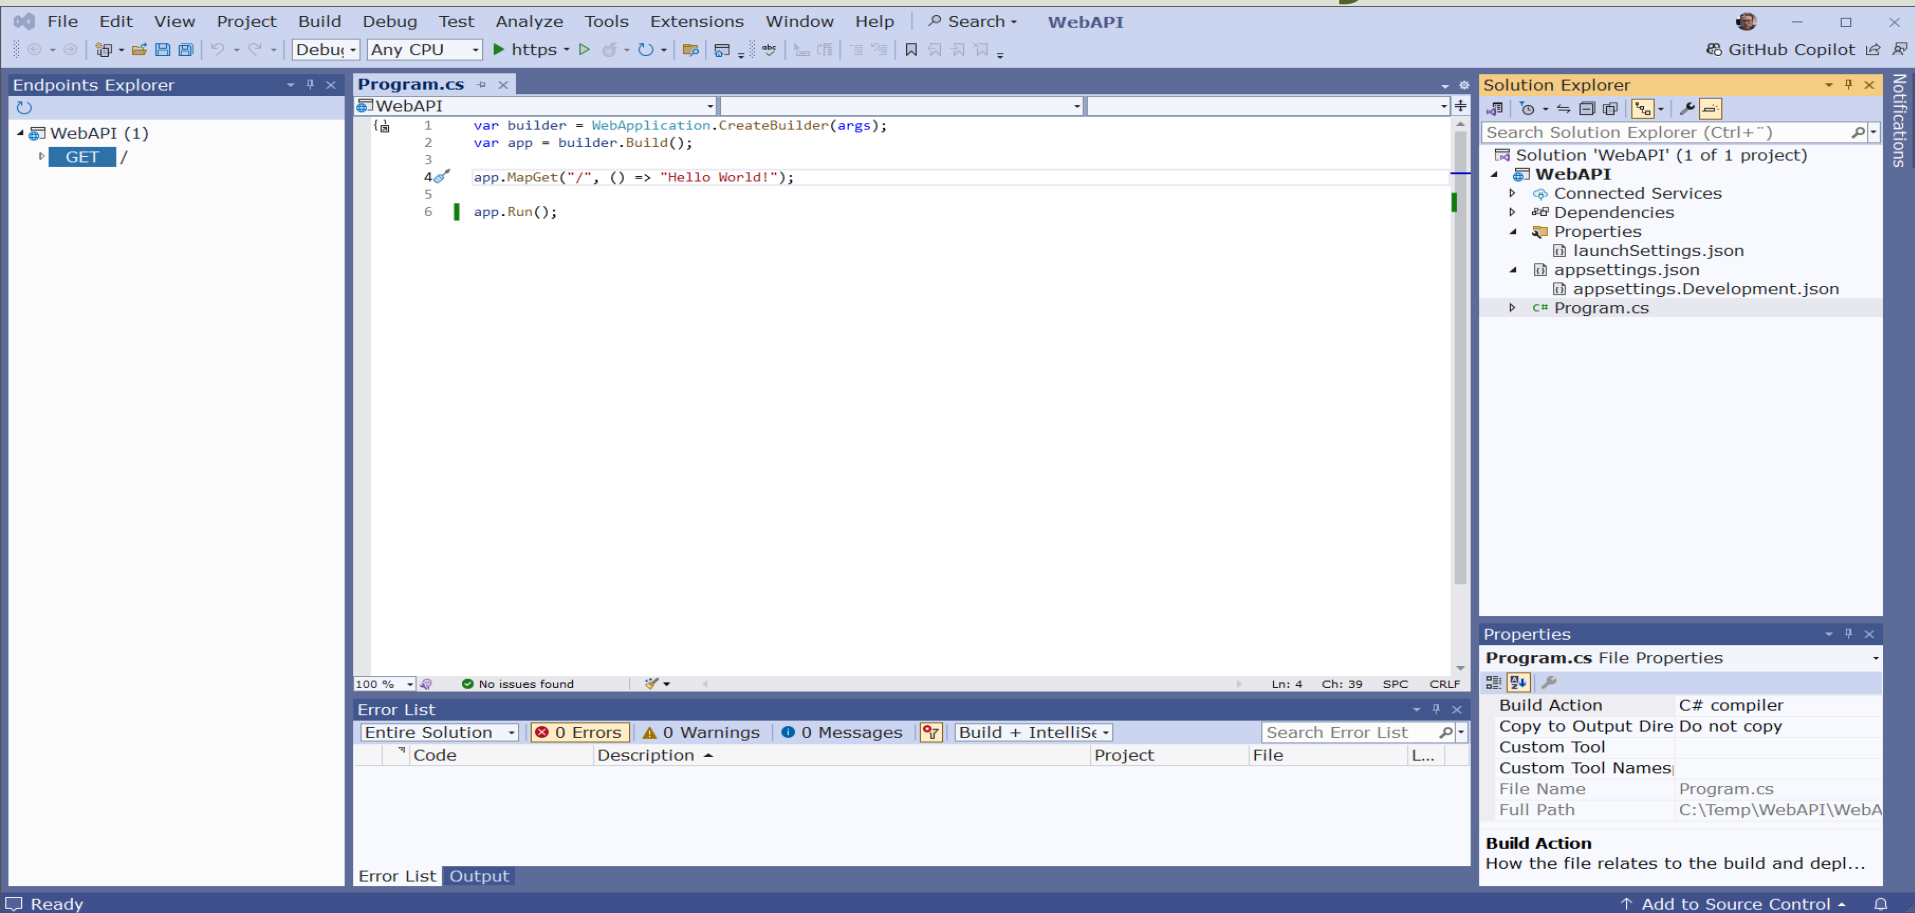 File Edit View Project Build Debug Test Analyze Tools Extensions Window Help Search WebAPI
Any CPU https GitHub Copilot
Endpoints Explorer
WebAPI (1)
GET /
Program.cs
WebAPI
1 var builder = WebApplication.CreateBuilder(args);
2 var app = builder.Build();
3
4 app.MapGet("/", () => "Hello World!");
5
6 app.Run();
100 % No issues found Ln: 4 Ch: 39 SPC CRLF
Error List
Entire Solution 0 Errors 0 Warnings 0 Messages Build + IntelliSe Search Error List
Code Description Project File L...
Error List Output
Solution Explorer
Search Solution Explorer (Ctrl+¨)
Solution 'WebAPI' (1 of 1 project)
WebAPI
Connected Services
Dependencies
Properties
launchSettings.json
appsettings.json
appsettings.Development.json
C# Program.cs
Properties
Program.cs File Properties
Build Action C# compiler
Copy to Output Dire Do not copy
Custom Tool
Custom Tool Names
File Name Program.cs
Full Path C:\Temp\WebAPI\WebA
Build Action
How the file relates to the build and depl...
Notifications
Ready Add to Source Control